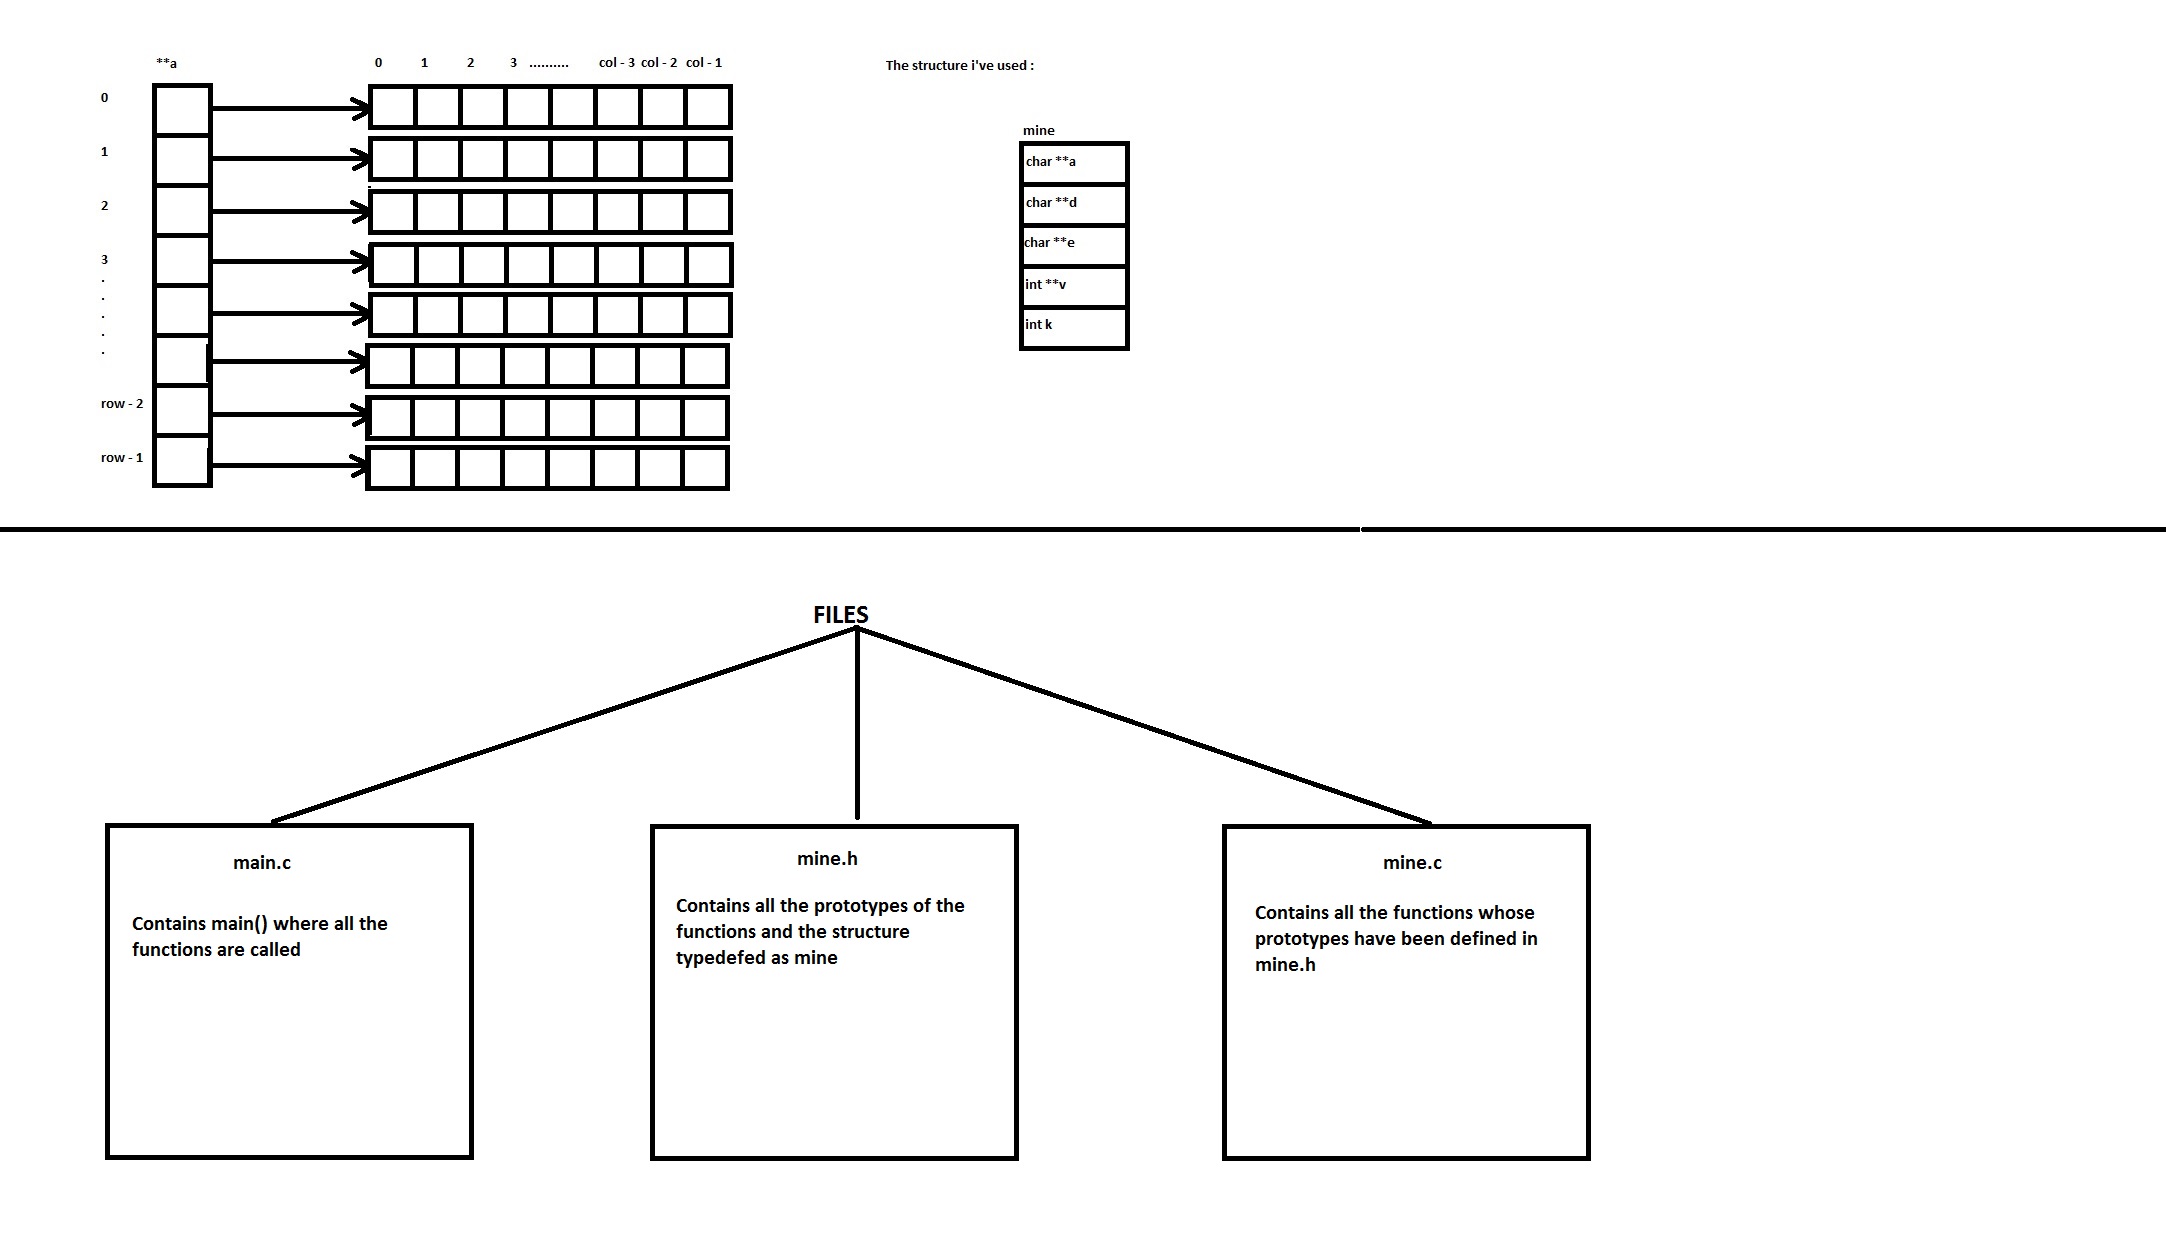 **a
0 1 2 3 .......... col - 3 col - 2 col - 1
0
1
2
3
.
.
.
.
.
row - 2
row - 1
The structure i've used :
mine
char **a
char **d
char **e
int **v
int k
FILES
main.c
Contains main() where all the
functions are called
mine.h
Contains all the prototypes of the
functions and the structure
typedefed as mine
mine.c
Contains all the functions whose
prototypes have been defined in
mine.h